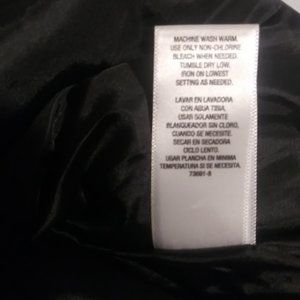 MACHINE WASH WARM.
USE ONLY NON-CHLORINE
BLEACH WHEN NEEDED.
TUMBLE DRY LOW.
IRON ON LOWEST
SETTING AS NEEDED.
LAVAR EN LAVADORA
CON AGUA TIBIA.
USAR SOLAMENTE
BLANQUEADOR SIN CLORO,
CUANDO SE NECESITE.
SECAR EN SECADORA
CICLO LENTO.
USAR PLANCHA EN MINIMA
TEMPERATURA SI SE NECESITA.
73691-8